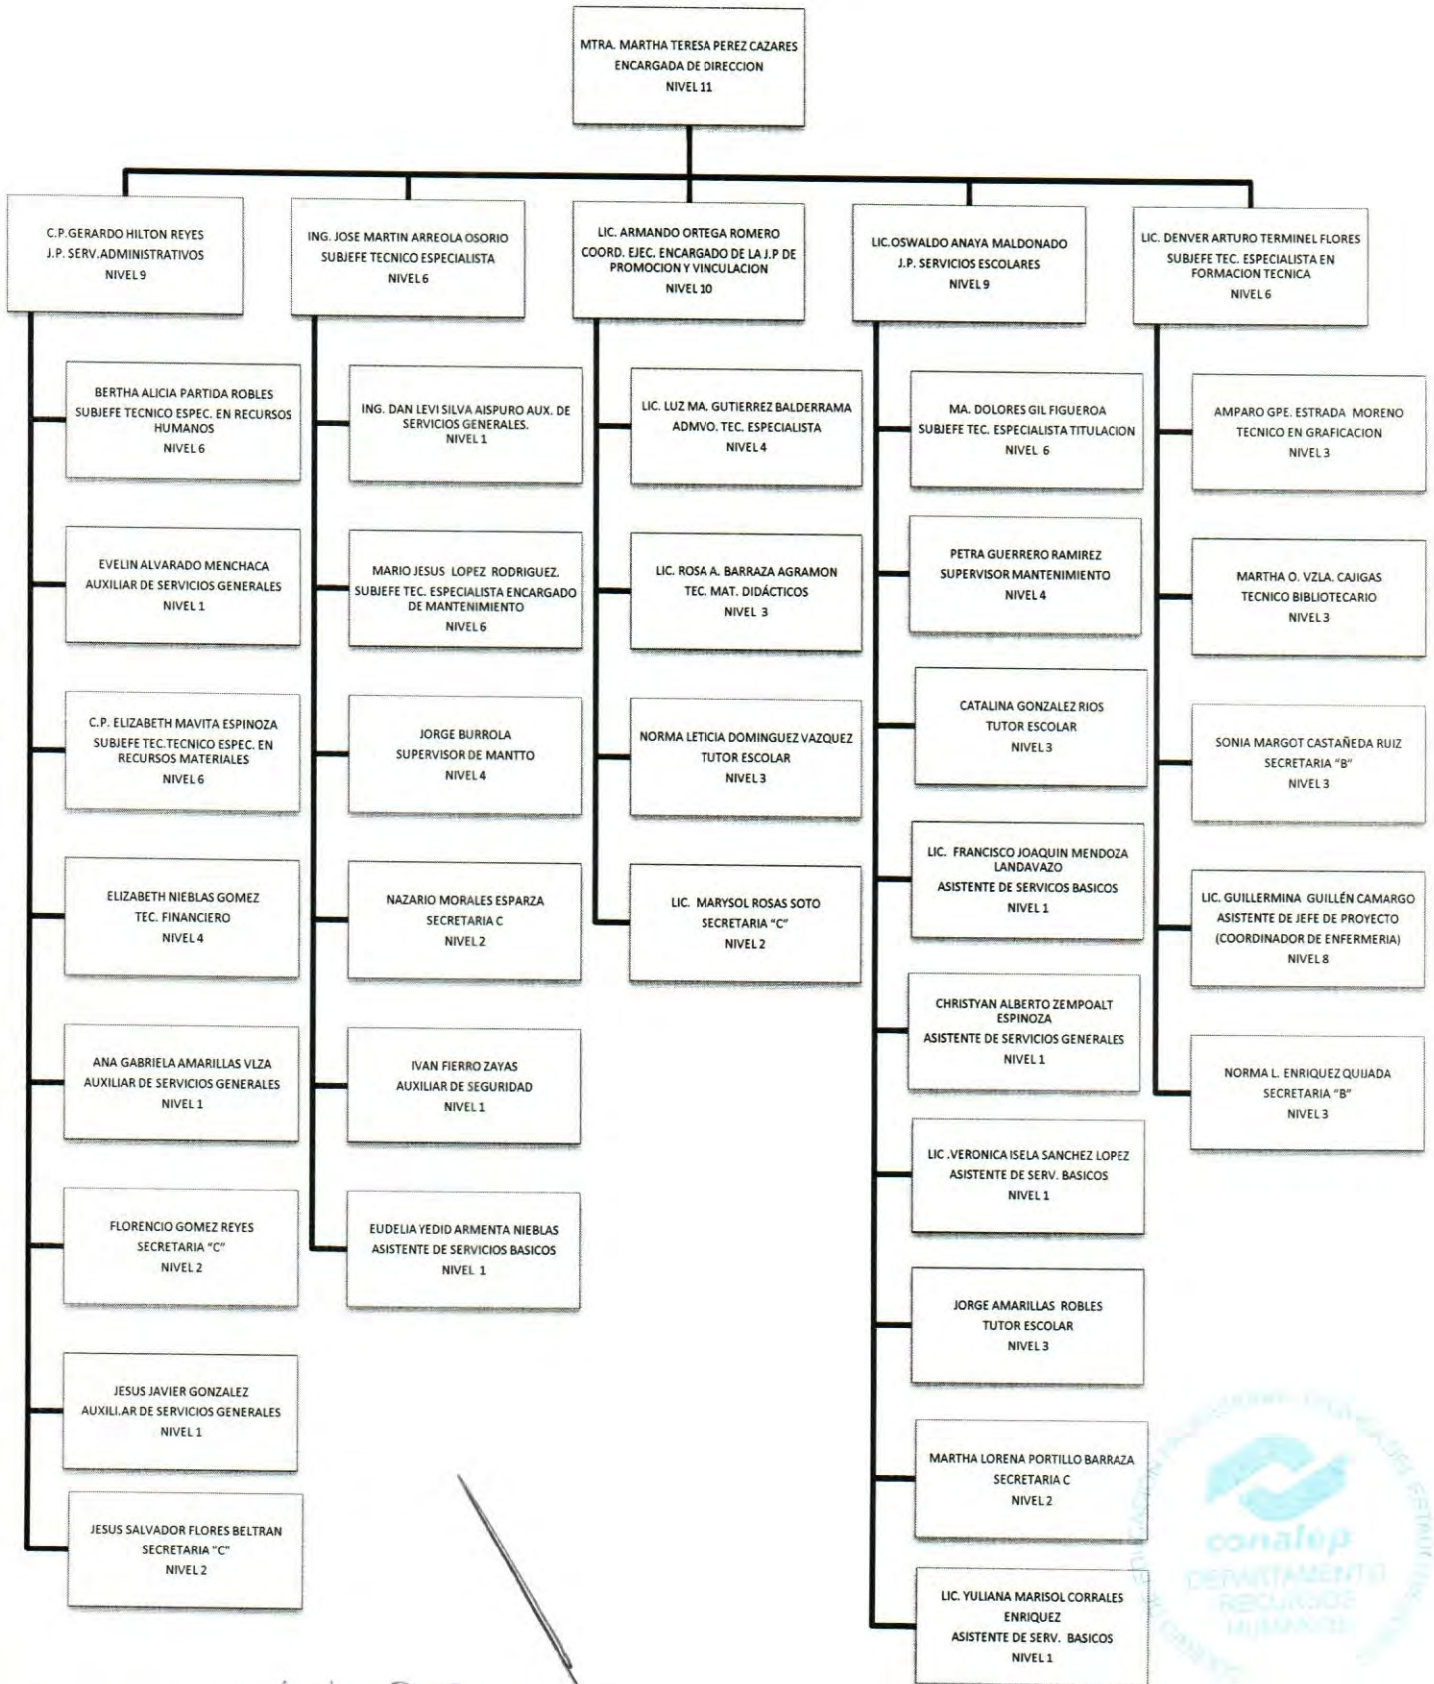 MTRA. MARTHA TERESA PEREZ CAZARES
ENCARGADA DE DIRECCION
NIVEL 11
C.P.GERARDO HILTON REYES
J.P. SERV.ADMINISTRATIVOS
NIVEL 9
BERTHA ALICIA PARTIDA ROBLES
SUBJEFE TECNICO ESPEC. EN RECURSOS
HUMANOS
NIVEL 6
EVELIN ALVARADO MENCHACA
AUXILIAR DE SERVICIOS GENERALES
NIVEL 1
C.P. ELIZABETH MAVITA ESPINOZA
SUBJEFE TEC.TECNICO ESPEC. EN
RECURSOS MATERIALES
NIVEL 6
ELIZABETH NIEBLAS GOMEZ
TEC. FINANCIERO
NIVEL 4
ANA GABRIELA AMARILLAS VLZA
AUXILIAR DE SERVICIOS GENERALES
NIVEL 1
FLORENCIO GOMEZ REYES
SECRETARIA "C"
NIVEL 2
JESUS JAVIER GONZALEZ
AUXILI.AR DE SERVICIOS GENERALES
NIVEL 1
JESUS SALVADOR FLORES BELTRAN
SECRETARIA "C"
NIVEL 2
ING. JOSE MARTIN ARREOLA OSORIO
SUBJEFE TECNICO ESPECIALISTA
NIVEL 6
ING. DAN LEVI SILVA AISPURO AUX. DE
SERVICIOS GENERALES.
NIVEL 1
MARIO JESUS LOPEZ RODRIGUEZ.
SUBJEFE TEC. ESPECIALISTA ENCARGADO
DE MANTENIMIENTO
NIVEL 6
JORGE BURROLA
SUPERVISOR DE MANTTO
NIVEL 4
NAZARIO MORALES ESPARZA
SECRETARIA C
NIVEL 2
IVAN FIERRO ZAYAS
AUXILIAR DE SEGURIDAD
NIVEL 1
EUDELIA YEDID ARMENTA NIEBLAS
ASISTENTE DE SERVICIOS BASICOS
NIVEL 1
LIC. ARMANDO ORTEGA ROMERO
COORD. EJEC. ENCARGADO DE LA J.P DE
PROMOCION Y VINCULACION
NIVEL 10
LIC. LUZ MA. GUTIERREZ BALDERRAMA
ADMVO. TEC. ESPECIALISTA
NIVEL 4
LIC. ROSA A. BARRAZA AGRAMON
TEC. MAT. DIDÁCTICOS
NIVEL 3
NORMA LETICIA DOMINGUEZ VAZQUEZ
TUTOR ESCOLAR
NIVEL 3
LIC. MARYSOL ROSAS SOTO
SECRETARIA "C"
NIVEL 2
LIC.OSWALDO ANAYA MALDONADO
J.P. SERVICIOS ESCOLARES
NIVEL 9
MA. DOLORES GIL FIGUEROA
SUBJEFE TEC. ESPECIALISTA TITULACION
NIVEL 6
PETRA GUERRERO RAMIREZ
SUPERVISOR MANTENIMIENTO
NIVEL 4
CATALINA GONZALEZ RIOS
TUTOR ESCOLAR
NIVEL 3
LIC. FRANCISCO JOAQUIN MENDOZA
LANDAVAZO
ASISTENTE DE SERVICOS BASICOS
NIVEL 1
CHRISTYAN ALBERTO ZEMPOALT
ESPINOZA
ASISTENTE DE SERVICIOS GENERALES
NIVEL 1
LIC .VERONICA ISELA SANCHEZ LOPEZ
ASISTENTE DE SERV. BASICOS
NIVEL 1
JORGE AMARILLAS ROBLES
TUTOR ESCOLAR
NIVEL 3
MARTHA LORENA PORTILLO BARRAZA
SECRETARIA C
NIVEL 2
LIC. YULIANA MARISOL CORRALES
ENRIQUEZ
ASISTENTE DE SERV. BASICOS
NIVEL 1
LIC. DENVER ARTURO TERMINEL FLORES
SUBJEFE TEC. ESPECIALISTA EN
FORMACION TECNICA
NIVEL 6
AMPARO GPE. ESTRADA MORENO
TECNICO EN GRAFICACION
NIVEL 3
MARTHA O. VZLA. CAJIGAS
TECNICO BIBLIOTECARIO
NIVEL 3
SONIA MARGOT CASTAÑEDA RUIZ
SECRETARIA "B"
NIVEL 3
LIC. GUILLERMINA GUILLÉN CAMARGO
ASISTENTE DE JEFE DE PROYECTO
(COORDINADOR DE ENFERMERIA)
NIVEL 8
NORMA L. ENRIQUEZ QUIJADA
SECRETARIA "B"
NIVEL 3
conalep
DEPARTAMENTO
RECURSOS
HUMANOS